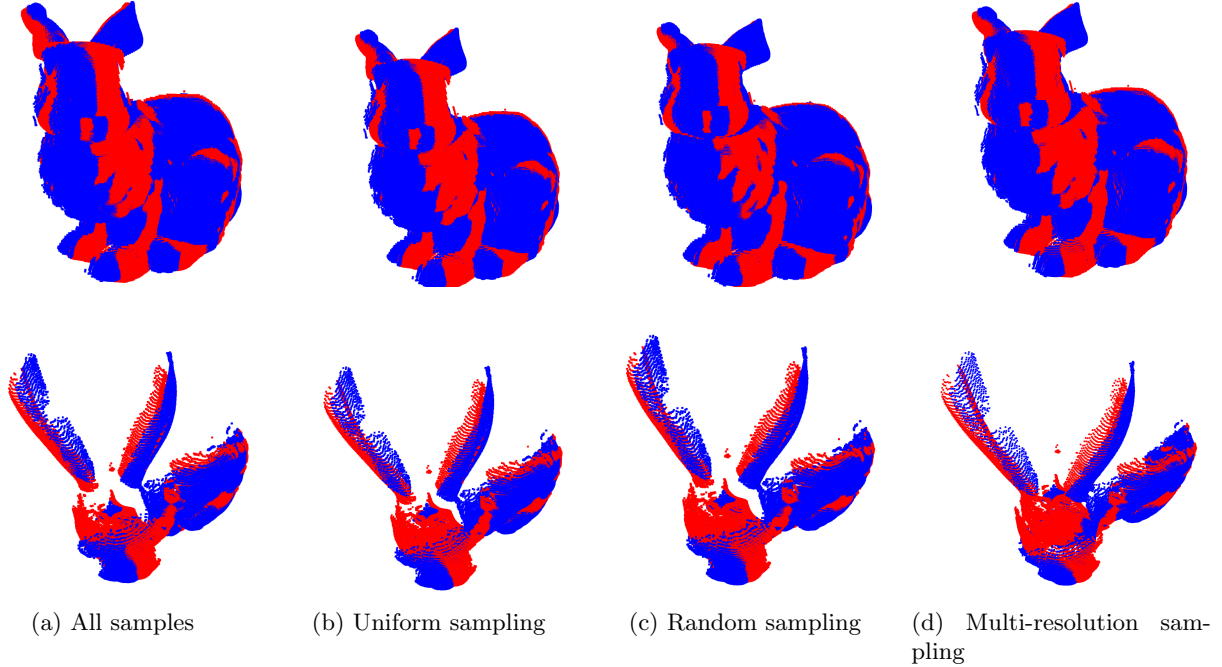 (a) All samples
(b) Uniform sampling
(c) Random sampling
(d) Multi-resolution sam-
pling